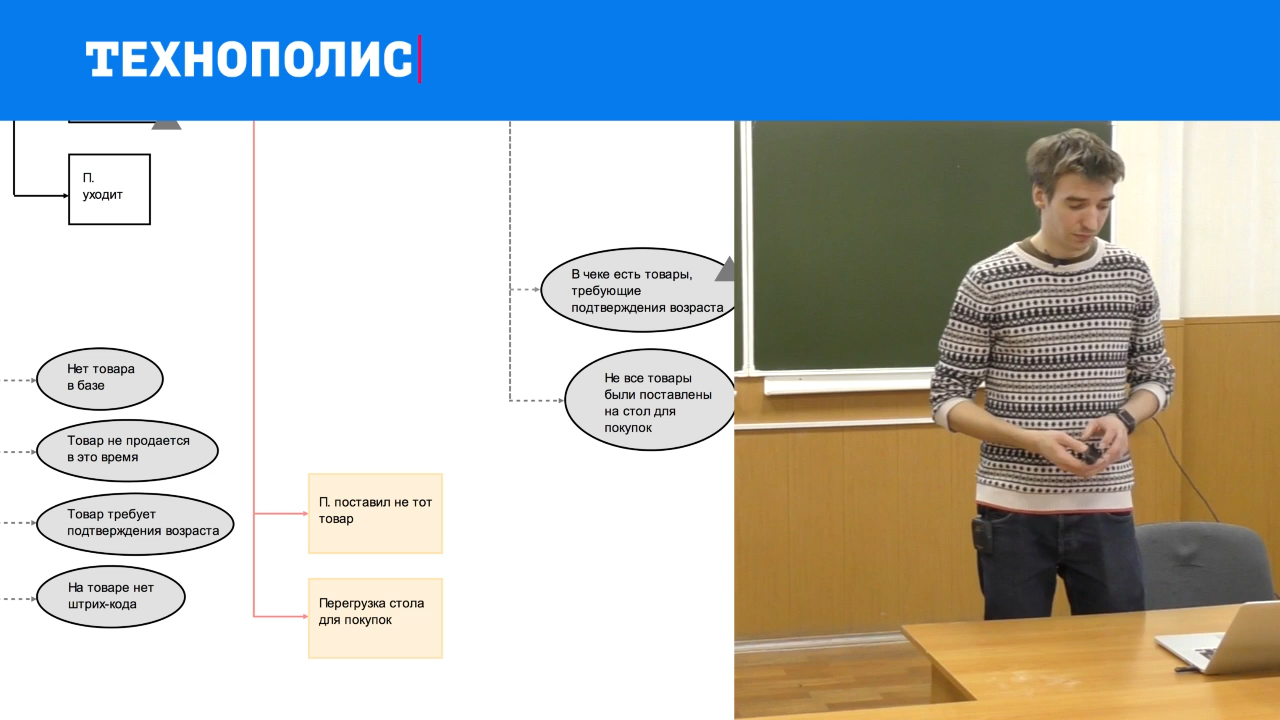 ТЕХНОПОЛИС
П.
уходит
В чеке есть товары,
требующие
подтверждения возраста
Нет товара
в базе
Не все товары
были поставлены
на стол для
покупок
Товар не продается
в это время
Товар требует
подтверждения возраста
П. поставил не тот
товар
На товаре нет
штрих-кода
Перегрузка стола
для покупок